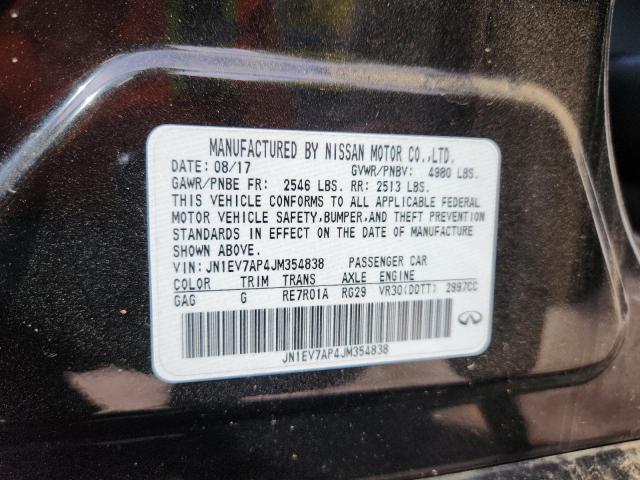 MANUFACTURED BY NISSAN MOTOR CO.,LTD.
DATE: 08/17 GVWR/PNBV: 4980 LBS.
GAWR/PNBE FR: 2546 LBS. RR: 2513 LBS.
THIS VEHICLE CONFORMS TO ALL APPLICABLE FEDERAL
MOTOR VEHICLE SAFETY,BUMPER,AND THEFT PREVENTION
STANDARDS IN EFFECT ON THE DATE OF MANUFACTURE
SHOWN ABOVE.
VIN: JN1EV7AP4JM354838 PASSENGER CAR
COLOR TRIM TRANS AXLE ENGINE
GAG G RE7R01A RG29 VR30(DDTT) 2997CC
JN1EV7AP4JM354838